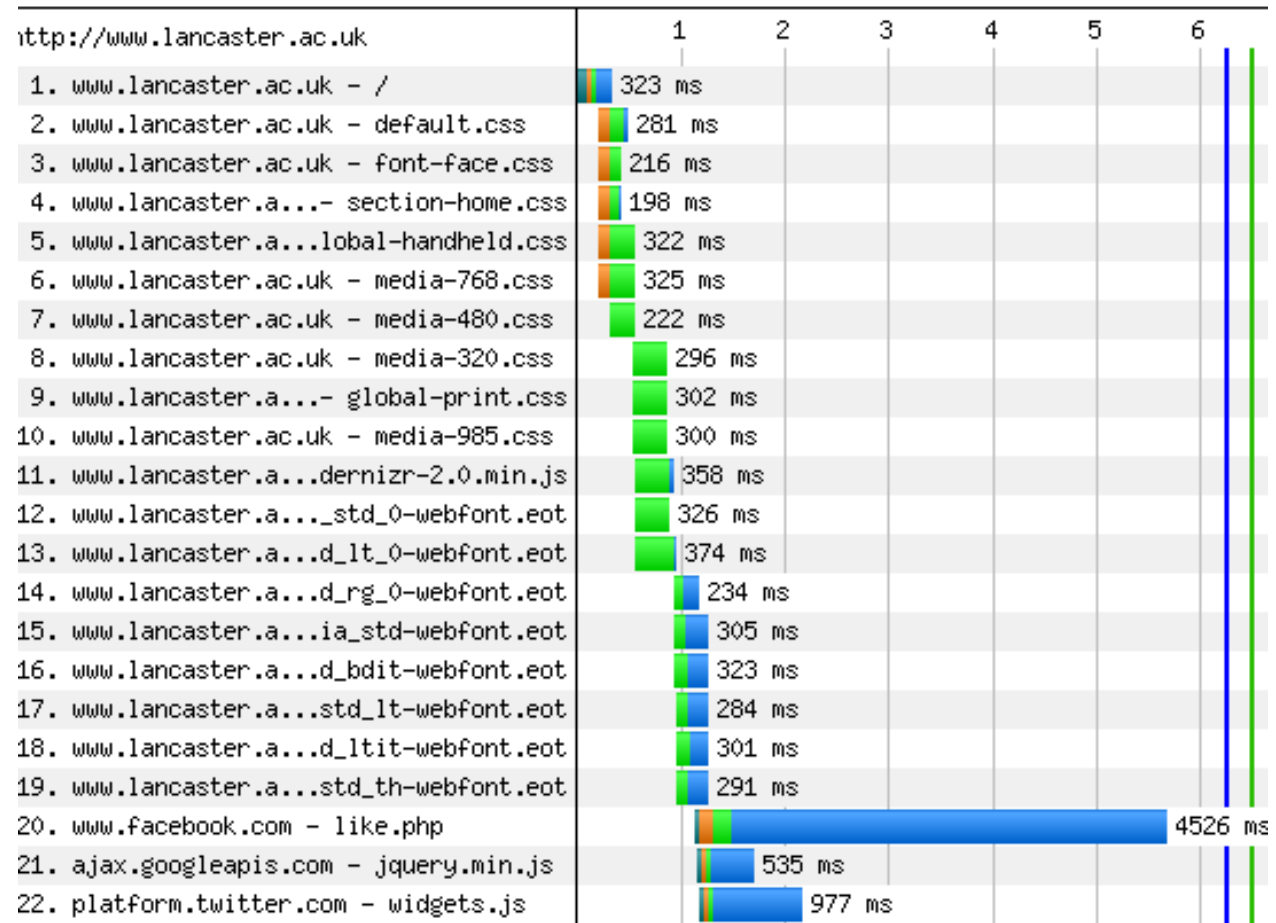 ttp://www.lancaster.ac.uk 1 2 3 4 5 6
1. www.lancaster.ac.uk - / 323 ms
2. www.lancaster.ac.uk - default.css 281 ms
3. www.lancaster.ac.uk - font-face.css 216 ms
4. www.lancaster.a...- section-home.css 198 ms
5. www.lancaster.a...lobal-handheld.css 322 ms
6. www.lancaster.ac.uk - media-768.css 325 ms
7. www.lancaster.ac.uk - media-480.css 222 ms
8. www.lancaster.ac.uk - media-320.css 296 ms
9. www.lancaster.a...- global-print.css 302 ms
10. www.lancaster.ac.uk - media-985.css 300 ms
11. www.lancaster.a...dernizr-2.0.min.js 358 ms
12. www.lancaster.a..._std_0-webfont.eot 326 ms
13. www.lancaster.a...d_lt_0-webfont.eot 374 ms
14. www.lancaster.a...d_rg_0-webfont.eot 234 ms
15. www.lancaster.a...ia_std-webfont.eot 305 ms
16. www.lancaster.a...d_bdit-webfont.eot 323 ms
17. www.lancaster.a...std_lt-webfont.eot 284 ms
18. www.lancaster.a...d_ltit-webfont.eot 301 ms
19. www.lancaster.a...std_th-webfont.eot 291 ms
20. www.facebook.com - like.php 4526 ms
21. ajax.googleapis.com - jquery.min.js 535 ms
22. platform.twitter.com - widgets.js 977 ms